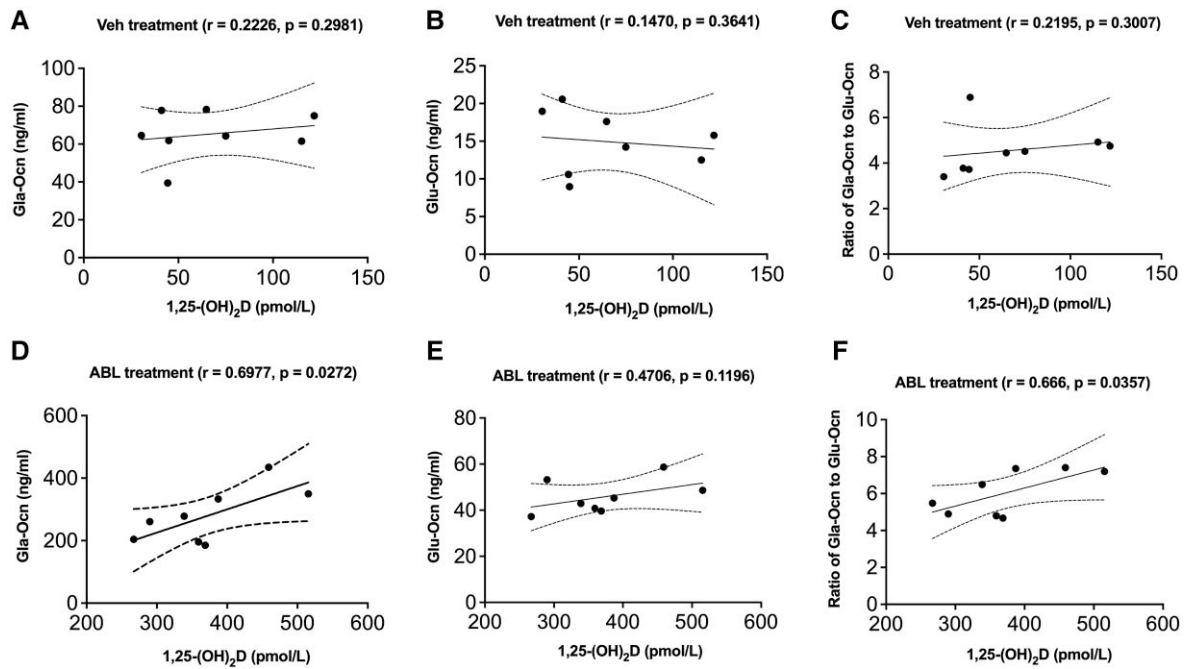 A
Veh treatment (r = 0.2226, p = 0.2981)
Gla-Ocn (ng/ml)
100
80
60
40
20
0
0 50 100 150
1,25-(OH)₂D (pmol/L)
B
Veh treatment (r = 0.1470, p = 0.3641)
Glu-Ocn (ng/ml)
25
20
15
10
5
0
0 50 100 150
1,25-(OH)₂D (pmol/L)
C
Veh treatment (r = 0.2195, p = 0.3007)
Ratio of Gla-Ocn to Glu-Ocn
8
6
4
2
0
0 50 100 150
1,25-(OH)₂D (pmol/L)
D
ABL treatment (r = 0.6977, p = 0.0272)
Gla-Ocn (ng/ml)
600
400
200
0
200 300 400 500 600
1,25-(OH)₂D (pmol/L)
E
ABL treatment (r = 0.4706, p = 0.1196)
Glu-Ocn (ng/ml)
80
60
40
20
0
200 300 400 500 600
1,25-(OH)₂D (pmol/L)
F
ABL treatment (r = 0.666, p = 0.0357)
Ratio of Gla-Ocn to Glu-Ocn
10
8
6
4
2
0
200 300 400 500 600
1,25-(OH)₂D (pmol/L)